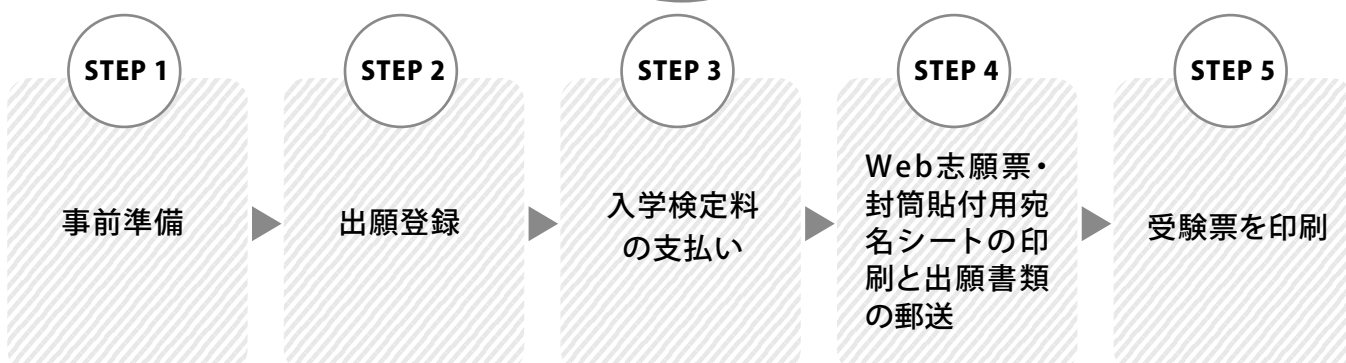 STEP 1
事前準備
STEP 2
出願登録
STEP 3
入学検定料
の支払い
STEP 4
Web志願票・
封筒貼付用宛
名シートの印
刷と出願書類
の郵送
STEP 5
受験票を印刷